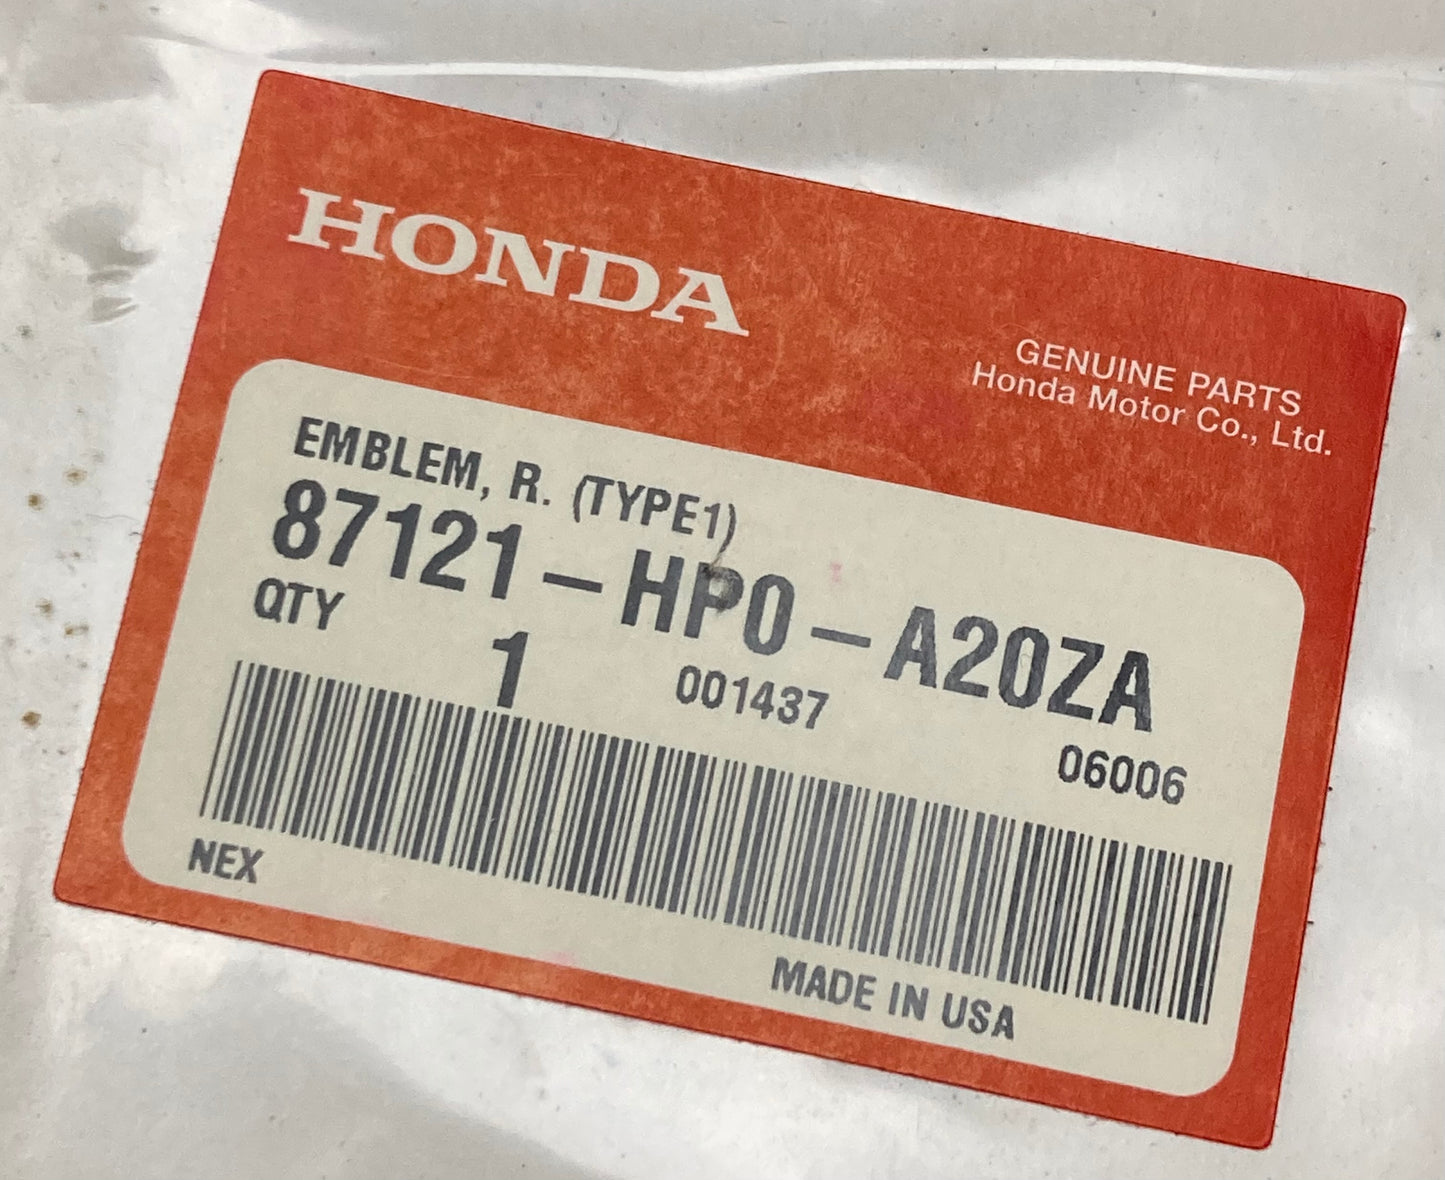 HONDA
GENUINE PARTS
Honda Motor Co., Ltd.
EMBLEM, R. (TYPE1)
87121-HP0-A20ZA
QTY 1 001437 06006
NEX
MADE IN USA